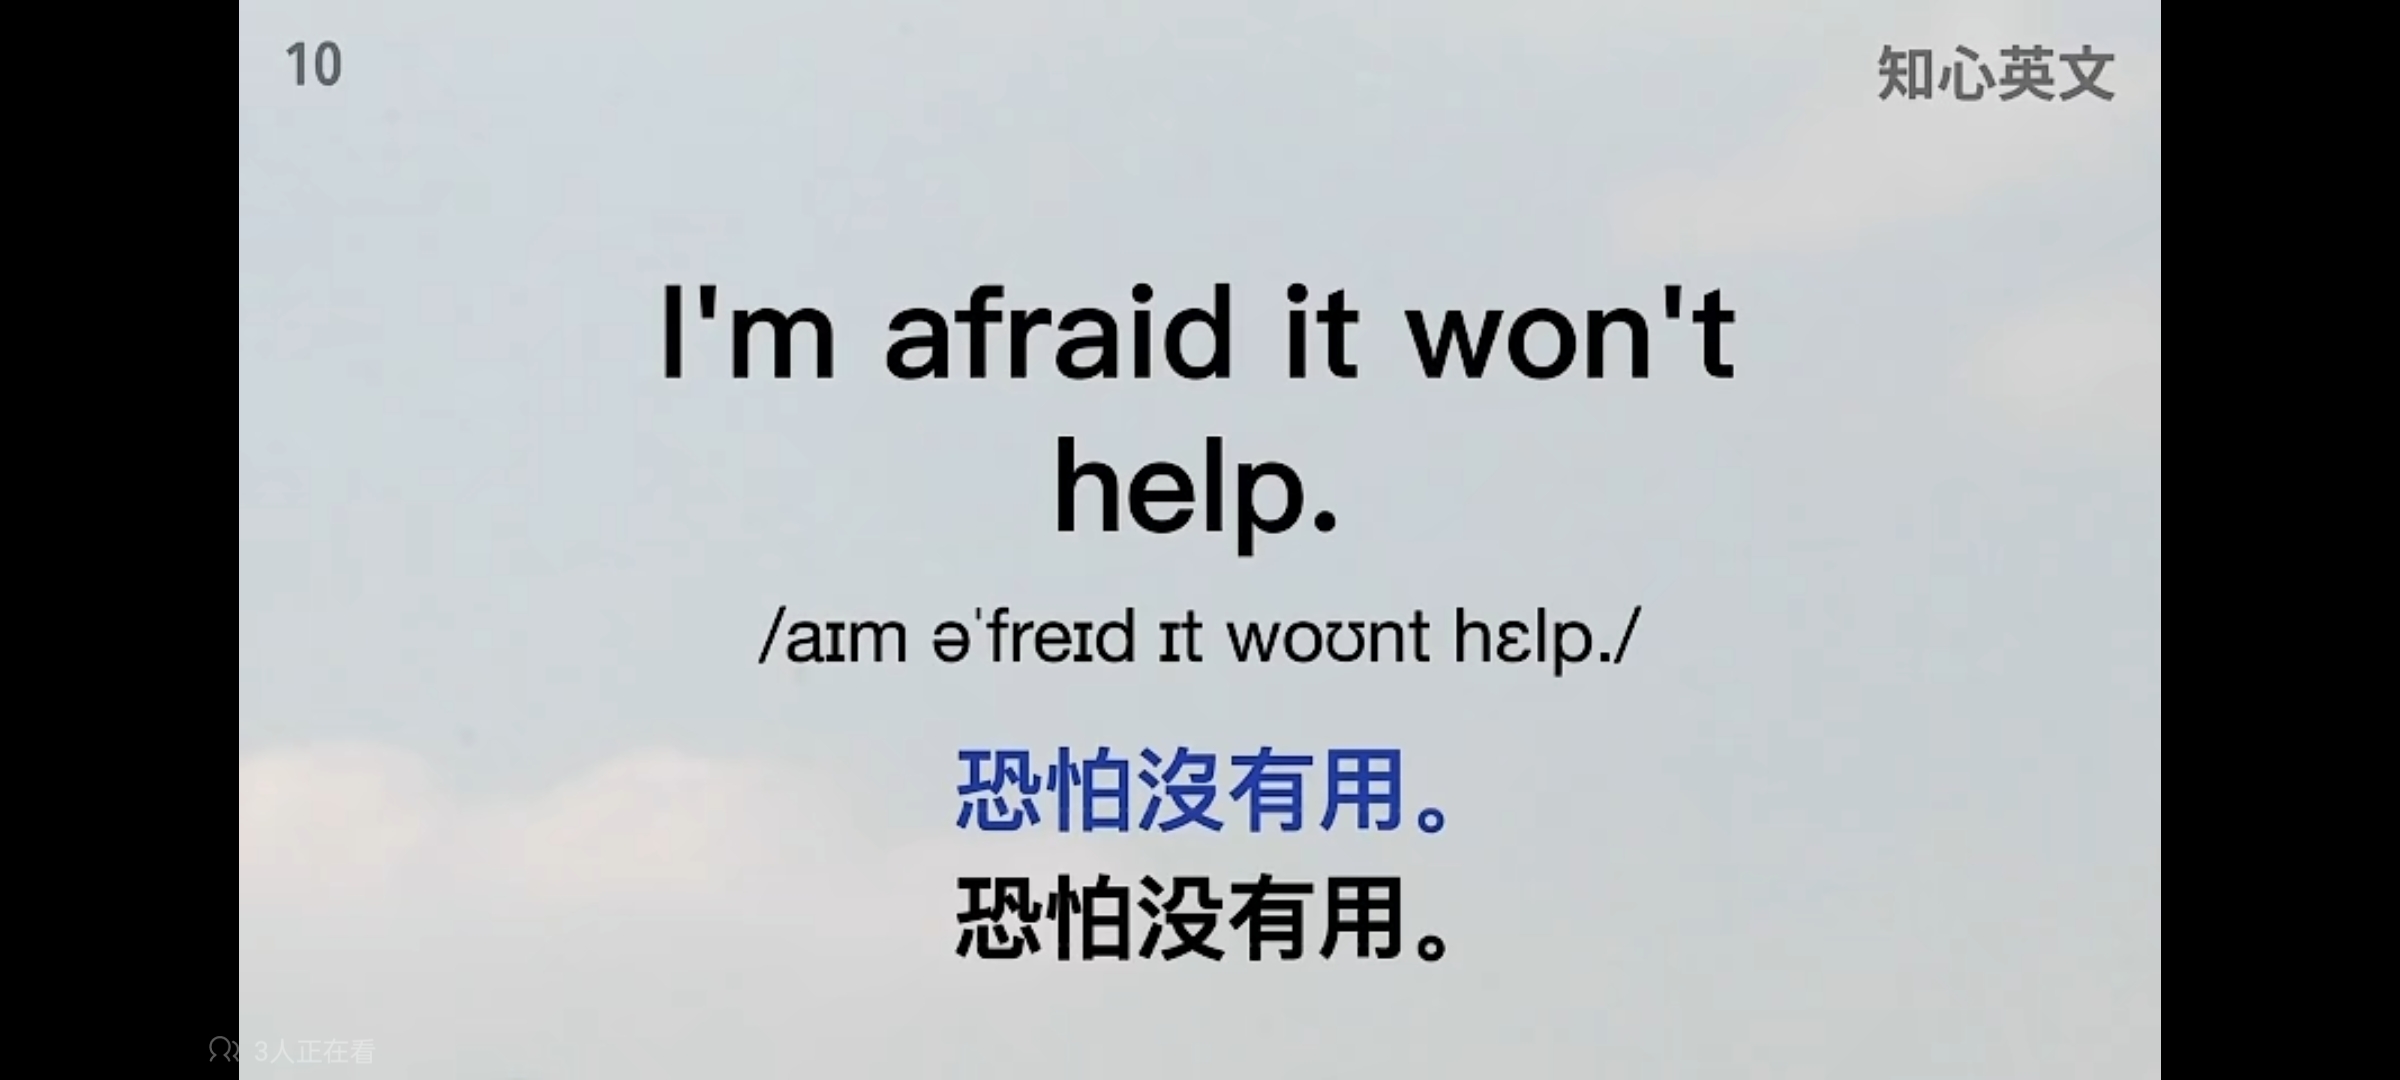 10
知心英文
I'm afraid it won't
help.
/aɪm əˈfreɪd ɪt woʊnt hɛlp./
恐怕沒有用。
恐怕没有用。
3人正在看